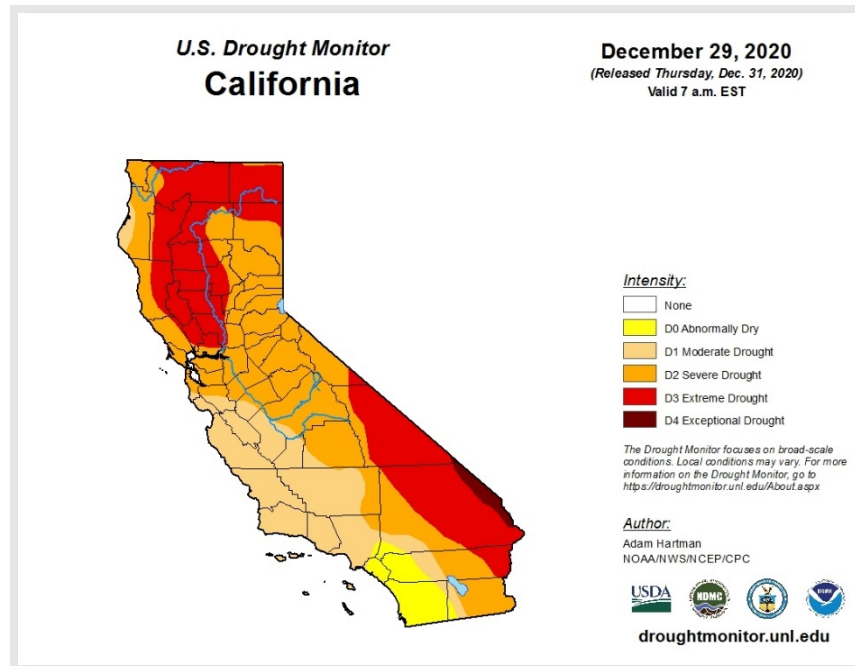 U.S. Drought Monitor
California
December 29, 2020
(Released Thursday, Dec. 31, 2020)
Valid 7 a.m. EST
Intensity:
None
D0 Abnormally Dry
D1 Moderate Drought
D2 Severe Drought
D3 Extreme Drought
D4 Exceptional Drought
The Drought Monitor focuses on broad-scale
conditions. Local conditions may vary. For more
information on the Drought Monitor, go to
https://droughtmonitor.unl.edu/About.aspx
Author:
Adam Hartman
NOAA/NWS/NCEP/CPC
USDA
NDMC
droughtmonitor.unl.edu